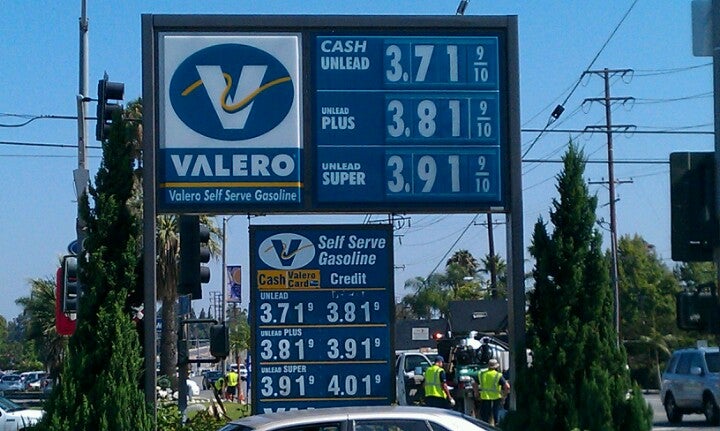 V
VALERO
Valero Self Serve Gasoline
CASH
UNLEAD 3.71 9/10
UNLEAD
PLUS 3.81 9/10
UNLEAD
SUPER 3.91 9/10
V Self Serve
Gasoline
Cash Valero Card Credit
UNLEAD
3.71 9 3.81 9
UNLEAD PLUS
3.81 9 3.91 9
UNLEAD SUPER
3.91 9 4.01 9